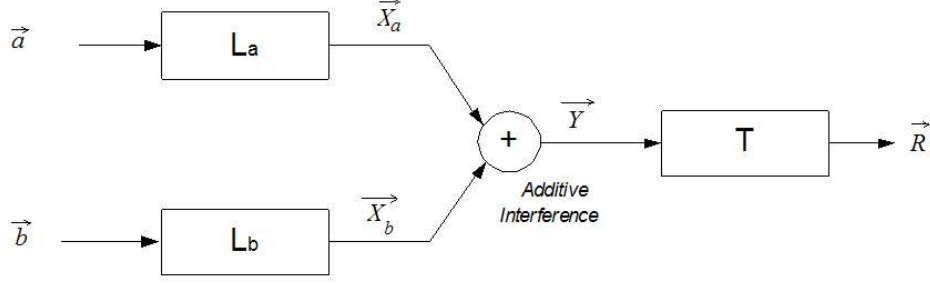 a
La
Xa
+
Y
T
R
Additive
Interference
b
Lb
Xb